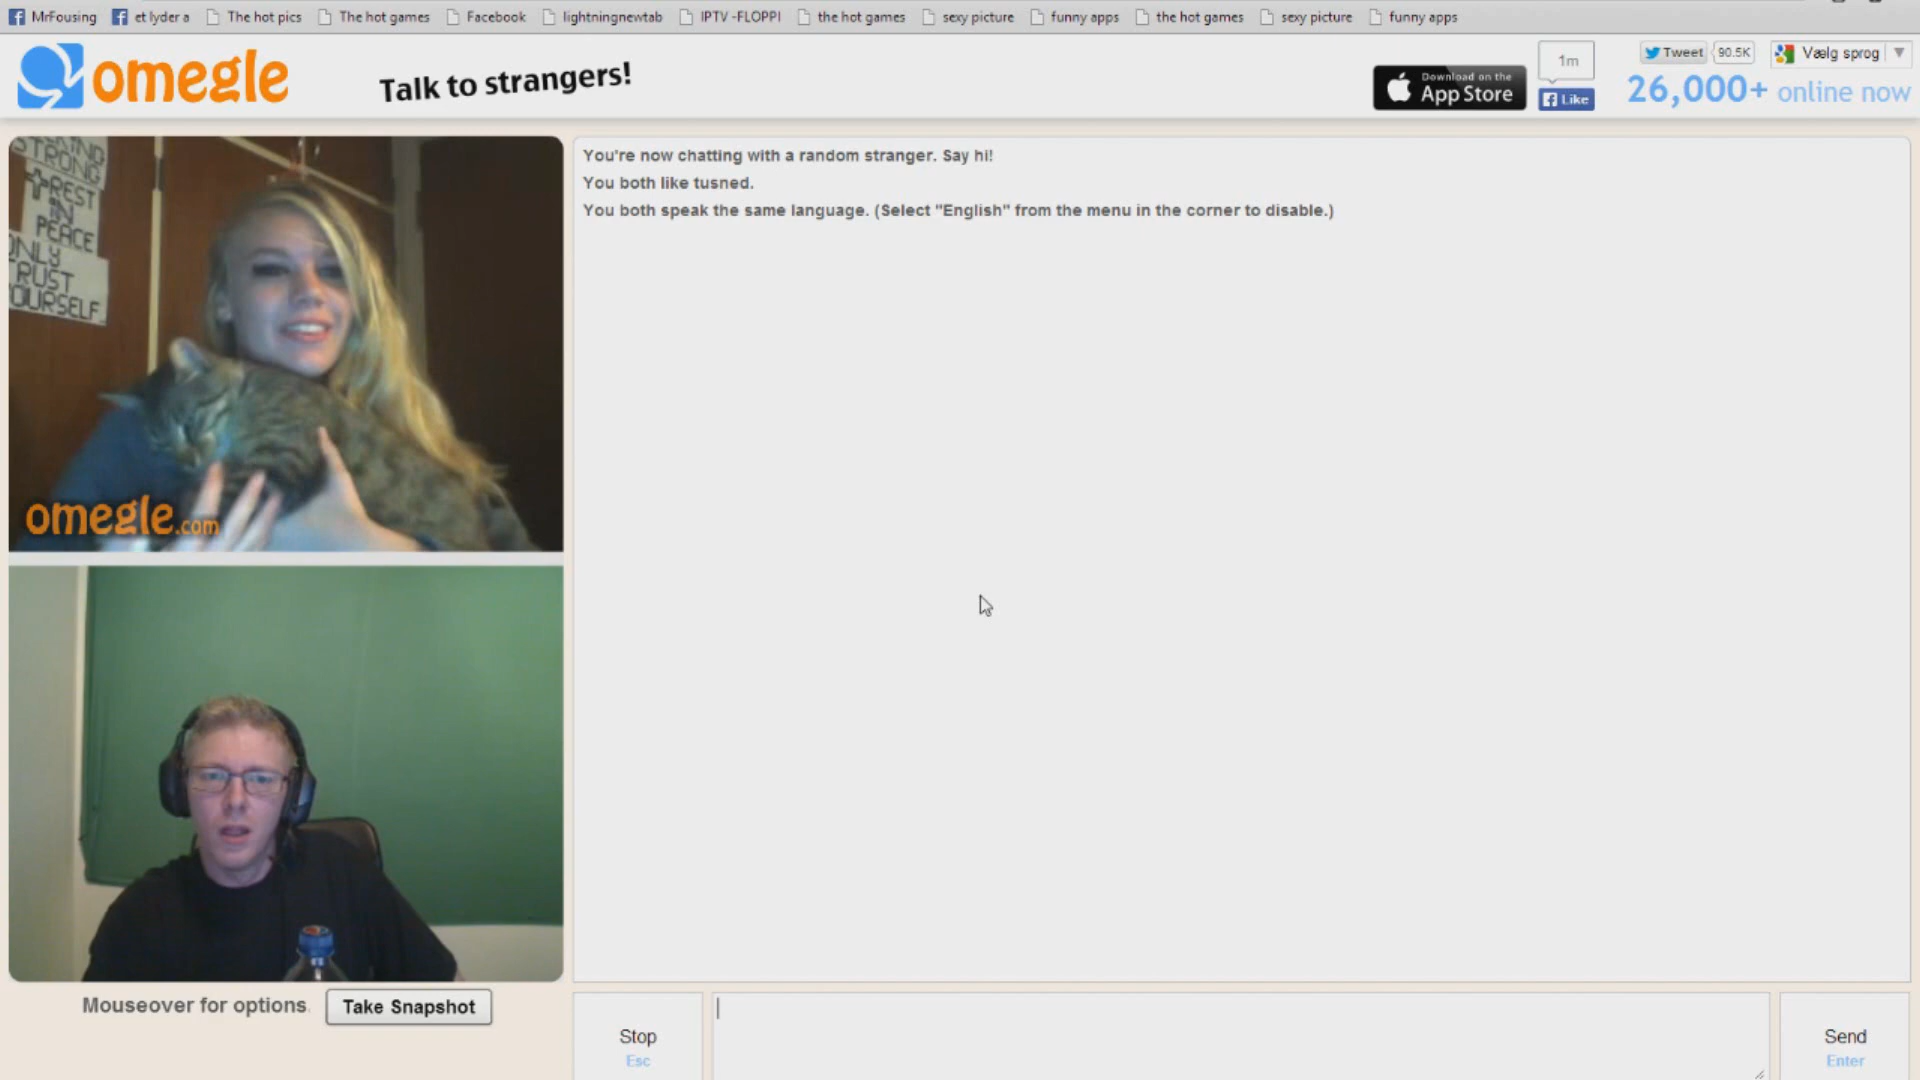 MrFousing
et lyder a
The hot pics
The hot games
Facebook
lightningnewtab
IPTV -FLOPPI
the hot games
sexy picture
funny apps
the hot games
sexy picture
funny apps
omegle
Talk to strangers!
Download on the
App Store
1m
Like
Tweet
90.5K
Vælg sprog
26,000+ online now
STRONG
REST
IN
PEACE
ONLY
TRUST
YOURSELF.
omegle.com
You're now chatting with a random stranger. Say hi!
You both like tusned.
You both speak the same language. (Select "English" from the menu in the corner to disable.)
Mouseover for options.
Take Snapshot
Stop
Esc
Send
Enter